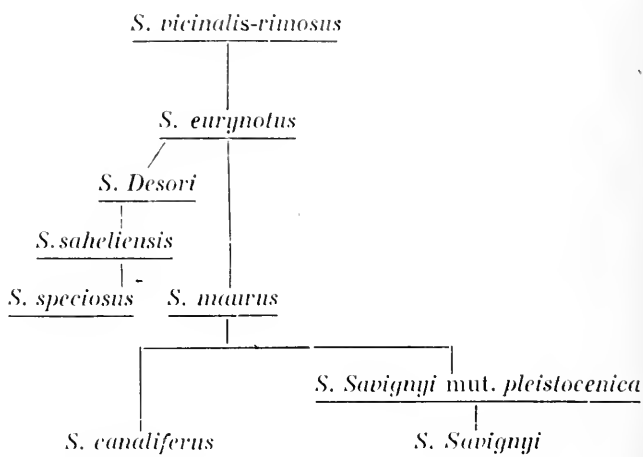 S. vicinalis-rimosus
S. eurynotus
S. Desori
S. saheliensis
S. speciosus S. maurus
S. Savignyi mut. pleistocenica
S. canaliferus S. Savignyi